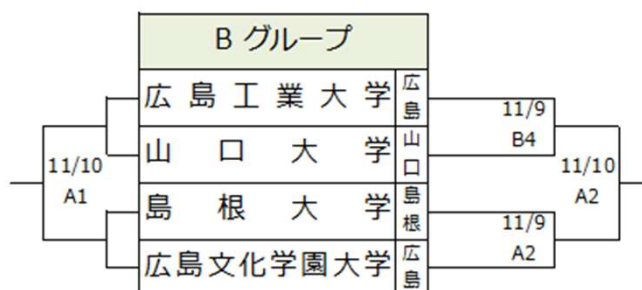 B グループ
広島工業大学 広島
11/9
B4
山口大学 山口
11/10
A1
11/10
A2
島根大学 島根
11/9
A2
広島文化学園大学 広島